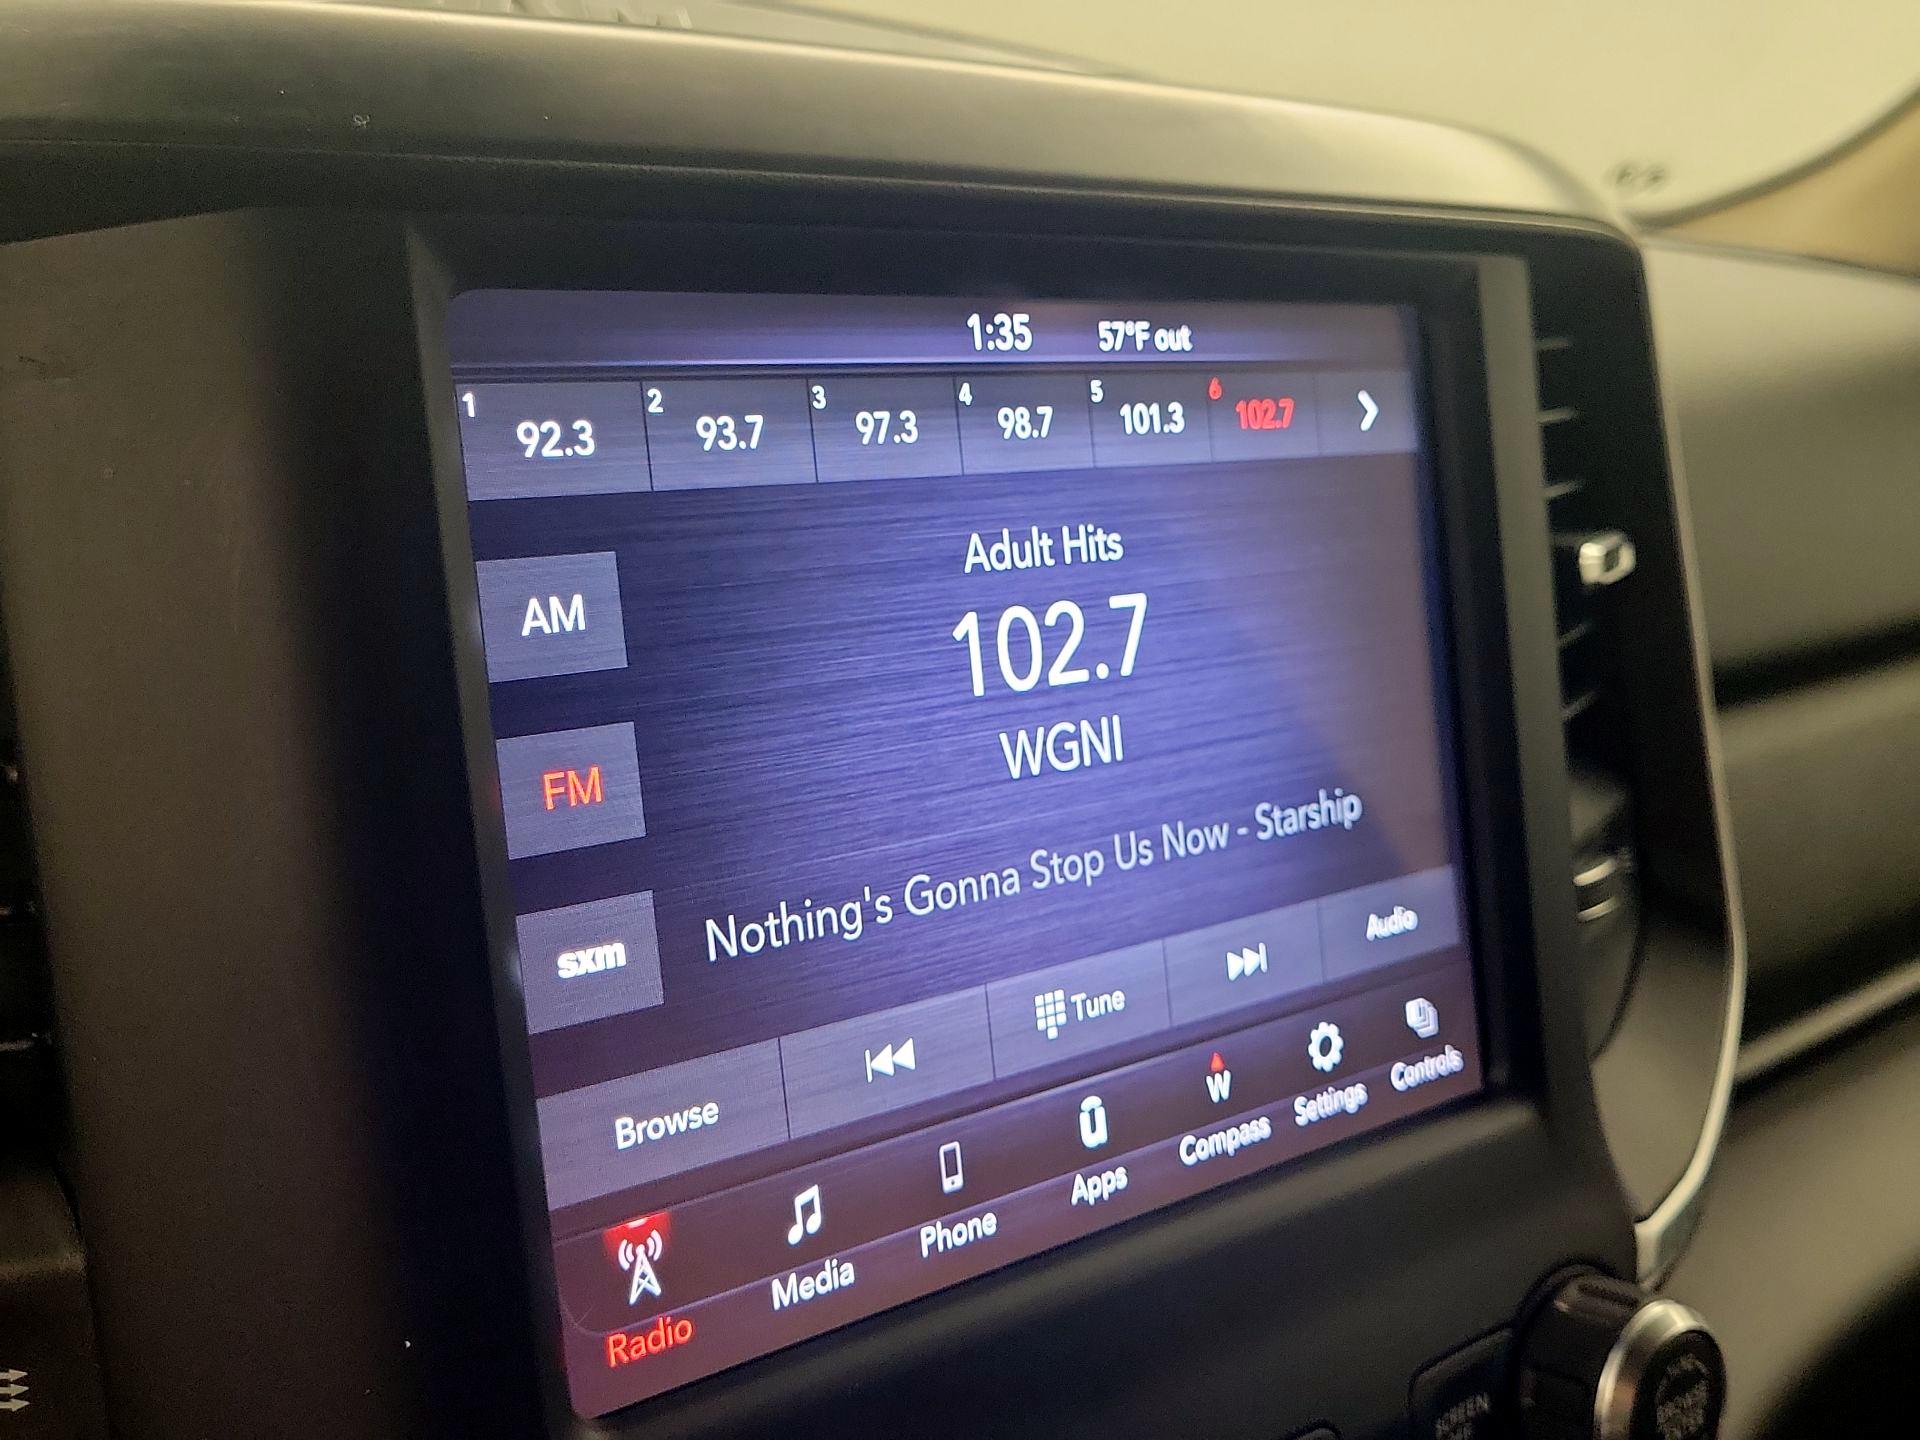 1:35 57°F out
1 92.3 2 93.7 3 97.3 4 98.7 5 101.3 6 102.7
Adult Hits
AM
102.7
WGNI
FM
Nothing's Gonna Stop Us Now - Starship
sxm
Browse Tune Audio
Radio Media Phone Apps W Compass Settings Controls
SCREEN